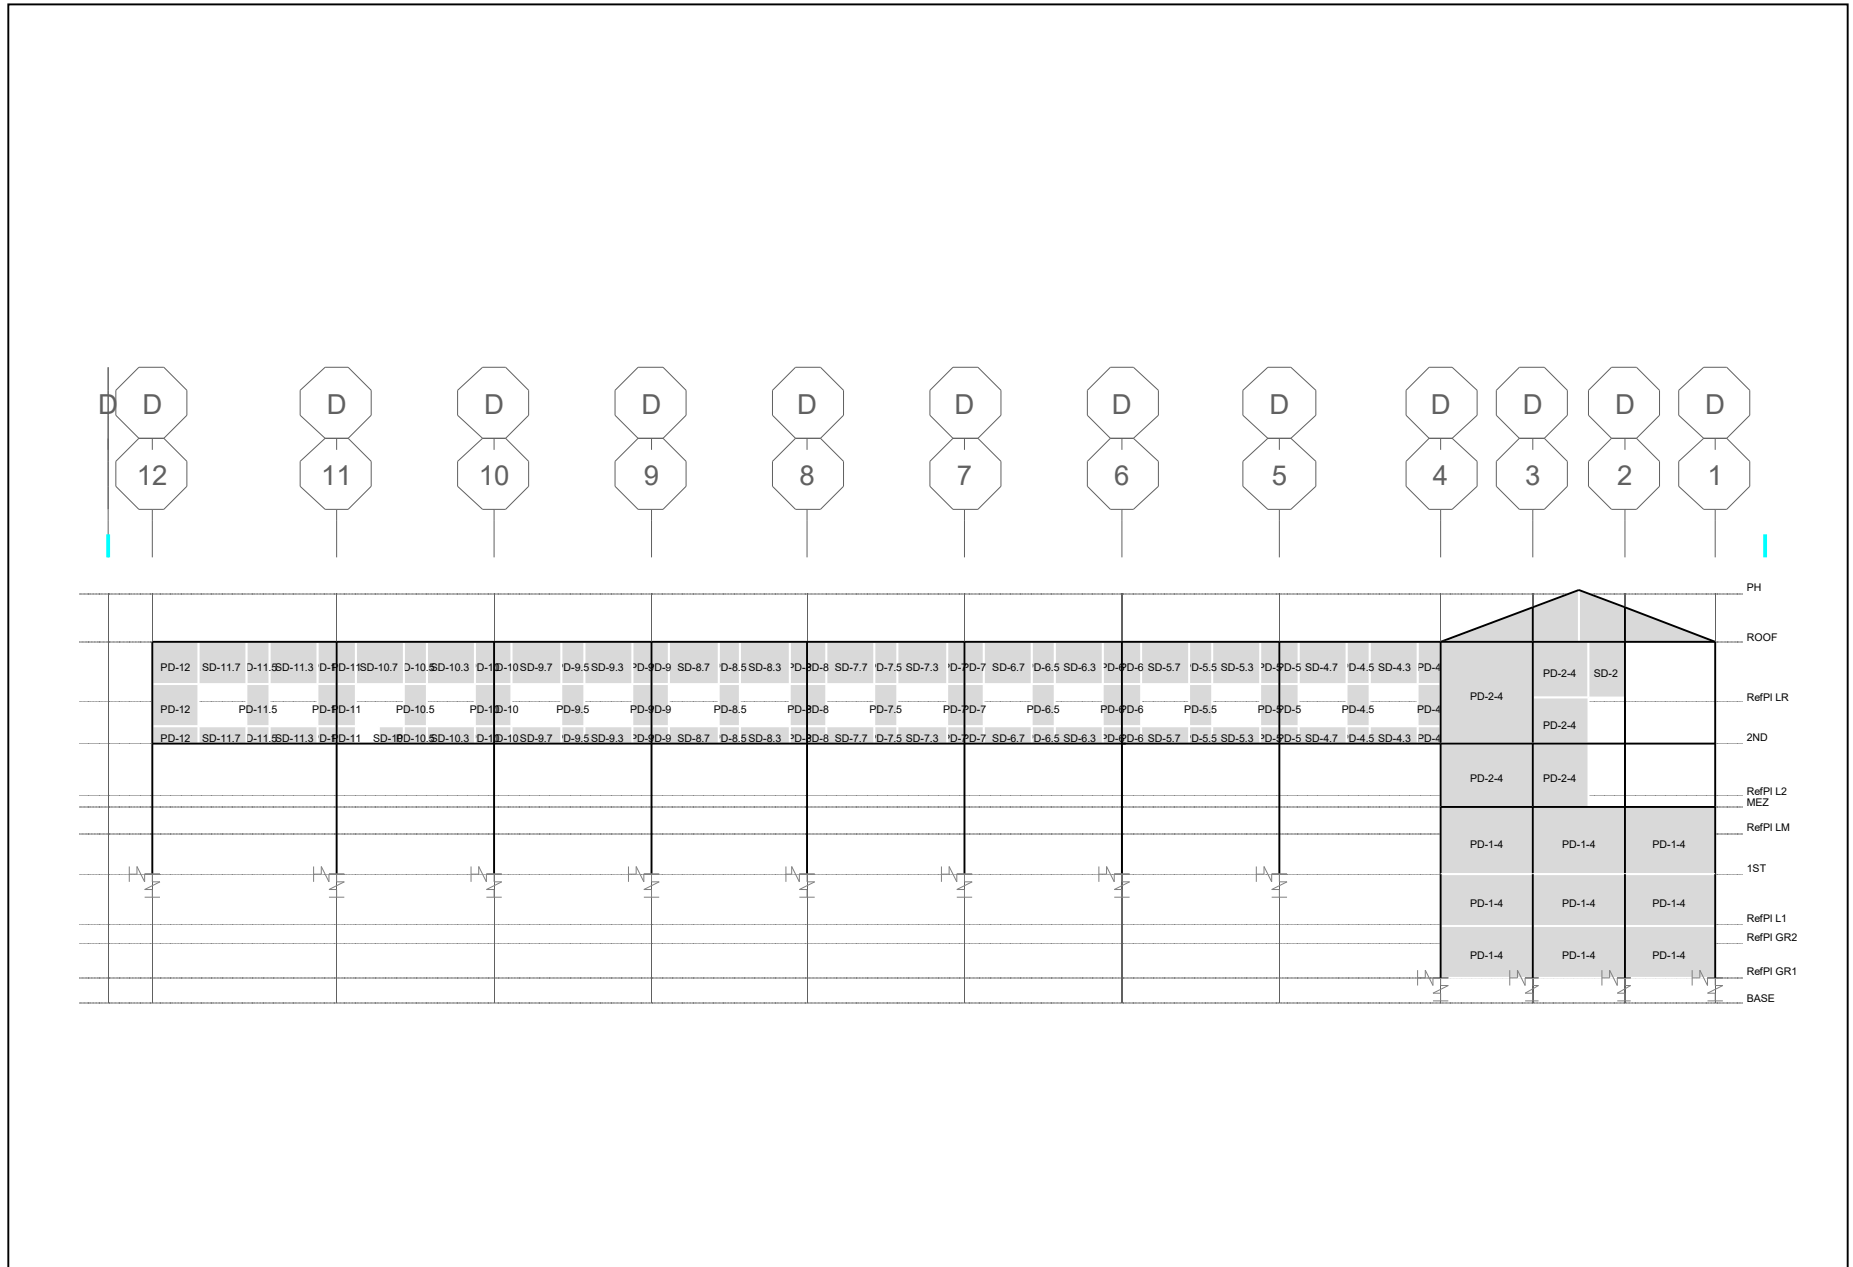 D D D D D D D D D D D D D
12 11 10 9 8 7 6 5 4 3 2 1
PH
ROOF
PD-12 SD-11.7 SD-11.3 PD-11 SD-10.7 SD-10.3 D-10 SD-9.7 SD-9.3 SD-8.7 SD-8.3 SD-7.7 SD-7.3 SD-6.7 SD-6.3 SD-5.7 SD-5.3 SD-4.7 SD-4.3 PD-4 PD-2-4 SD-2
PD-2-4
RefPl LR
PD-12 PD-11.5 PD-11 PD-10.5 PD-9.5 PD-8.5 PD-7.5 PD-6.5 PD-5.5 PD-4.5 PD-4 PD-2-4
PD-12 SD-11.7 SD-11.3 PD-11 SD-10.3 SD-9.7 SD-9.3 SD-8.7 SD-8.3 SD-7.7 SD-7.3 SD-6.7 SD-6.3 SD-5.7 SD-5.3 SD-4.7 SD-4.3 PD-4
2ND
PD-2-4 PD-2-4
RefPl L2
MEZ
RefPl LM
PD-1-4 PD-1-4 PD-1-4
1ST
PD-1-4 PD-1-4 PD-1-4
RefPl L1
RefPl GR2
PD-1-4 PD-1-4 PD-1-4
RefPl GR1
BASE